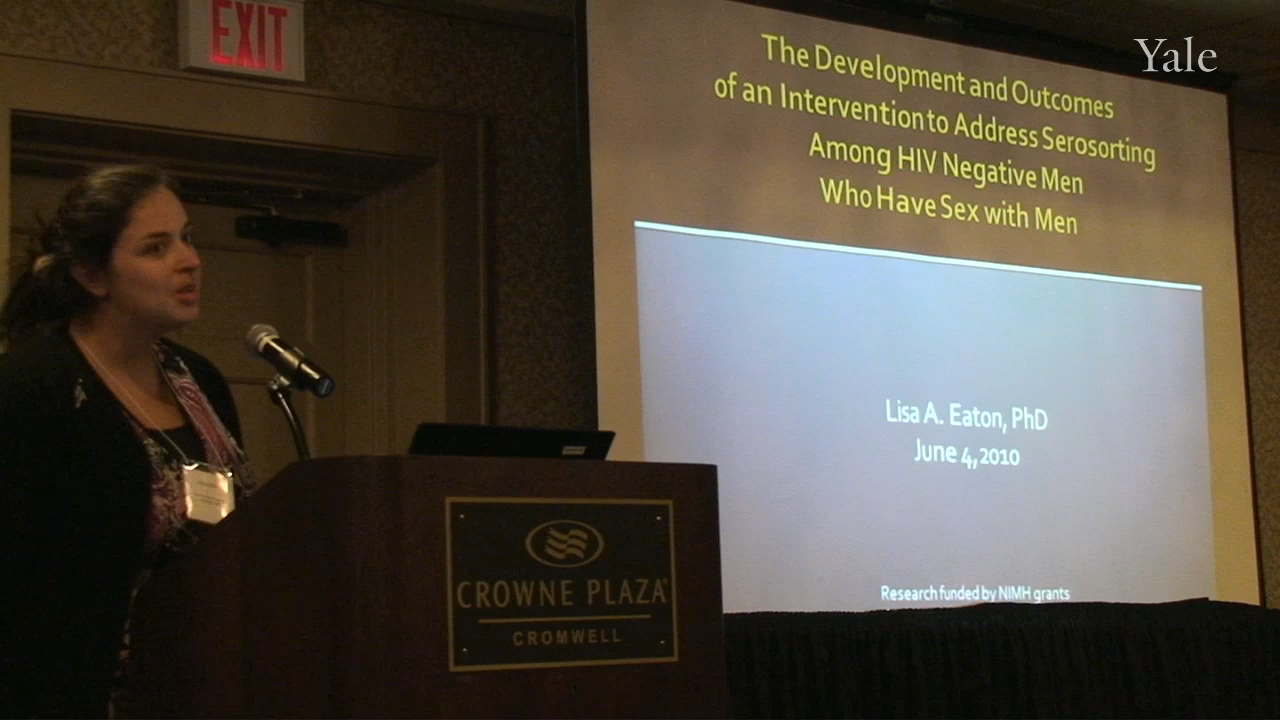 EXIT
Yale
The Development and Outcomes
of an Intervention to Address Serosorting
Among HIV Negative Men
Who Have Sex with Men
Lisa A. Eaton, PhD
June 4, 2010
Research funded by NIMH grants
CROWNE PLAZA
CROMWELL